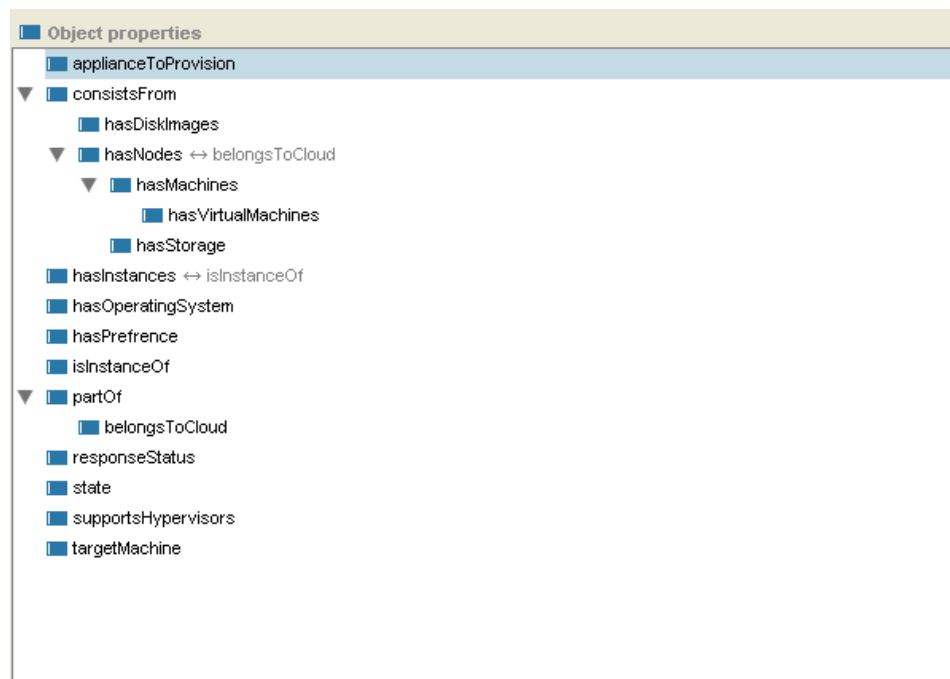 Object properties
applianceToProvision
consistsFrom
hasDiskImages
hasNodes ↔ belongsToCloud
hasMachines
hasVirtualMachines
hasStorage
hasInstances ↔ isInstanceOf
hasOperatingSystem
hasPrefrence
isInstanceOf
partOf
belongsToCloud
responseStatus
state
supportsHypervisors
targetMachine